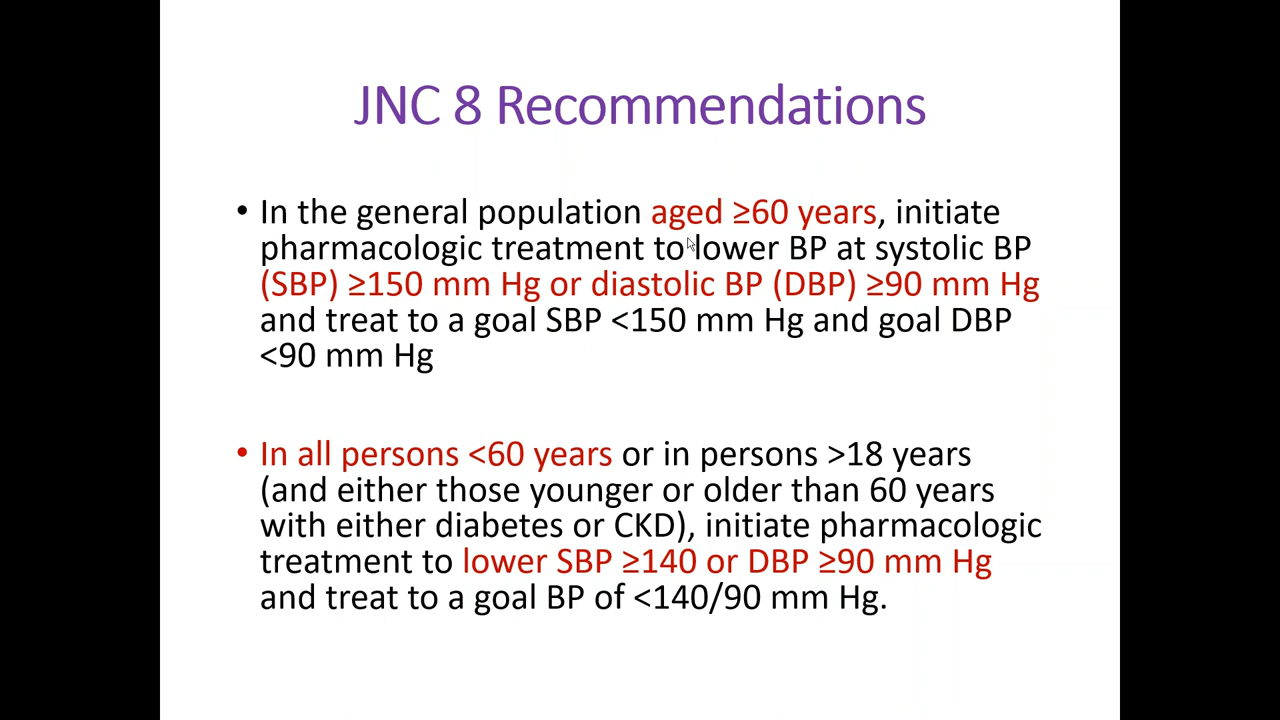 JNC 8 Recommendations
• In the general population aged ≥60 years, initiate
pharmacologic treatment to lower BP at systolic BP
(SBP) ≥150 mm Hg or diastolic BP (DBP) ≥90 mm Hg
and treat to a goal SBP <150 mm Hg and goal DBP
<90 mm Hg
• In all persons <60 years or in persons >18 years
(and either those younger or older than 60 years
with either diabetes or CKD), initiate pharmacologic
treatment to lower SBP ≥140 or DBP ≥90 mm Hg
and treat to a goal BP of <140/90 mm Hg.